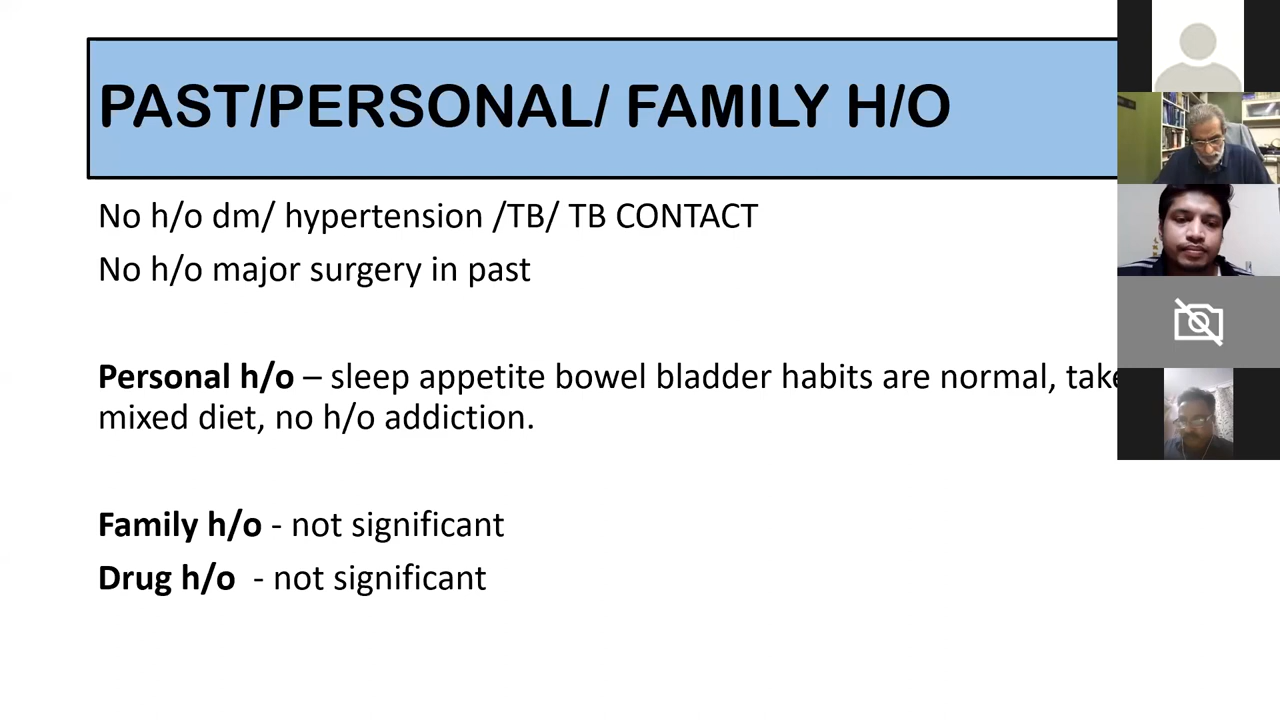 PAST/PERSONAL/ FAMILY H/O
No h/o dm/ hypertension /TB/ TB CONTACT
No h/o major surgery in past
Personal h/o – sleep appetite bowel bladder habits are normal,
mixed diet, no h/o addiction.
Family h/o - not significant
Drug h/o - not significant